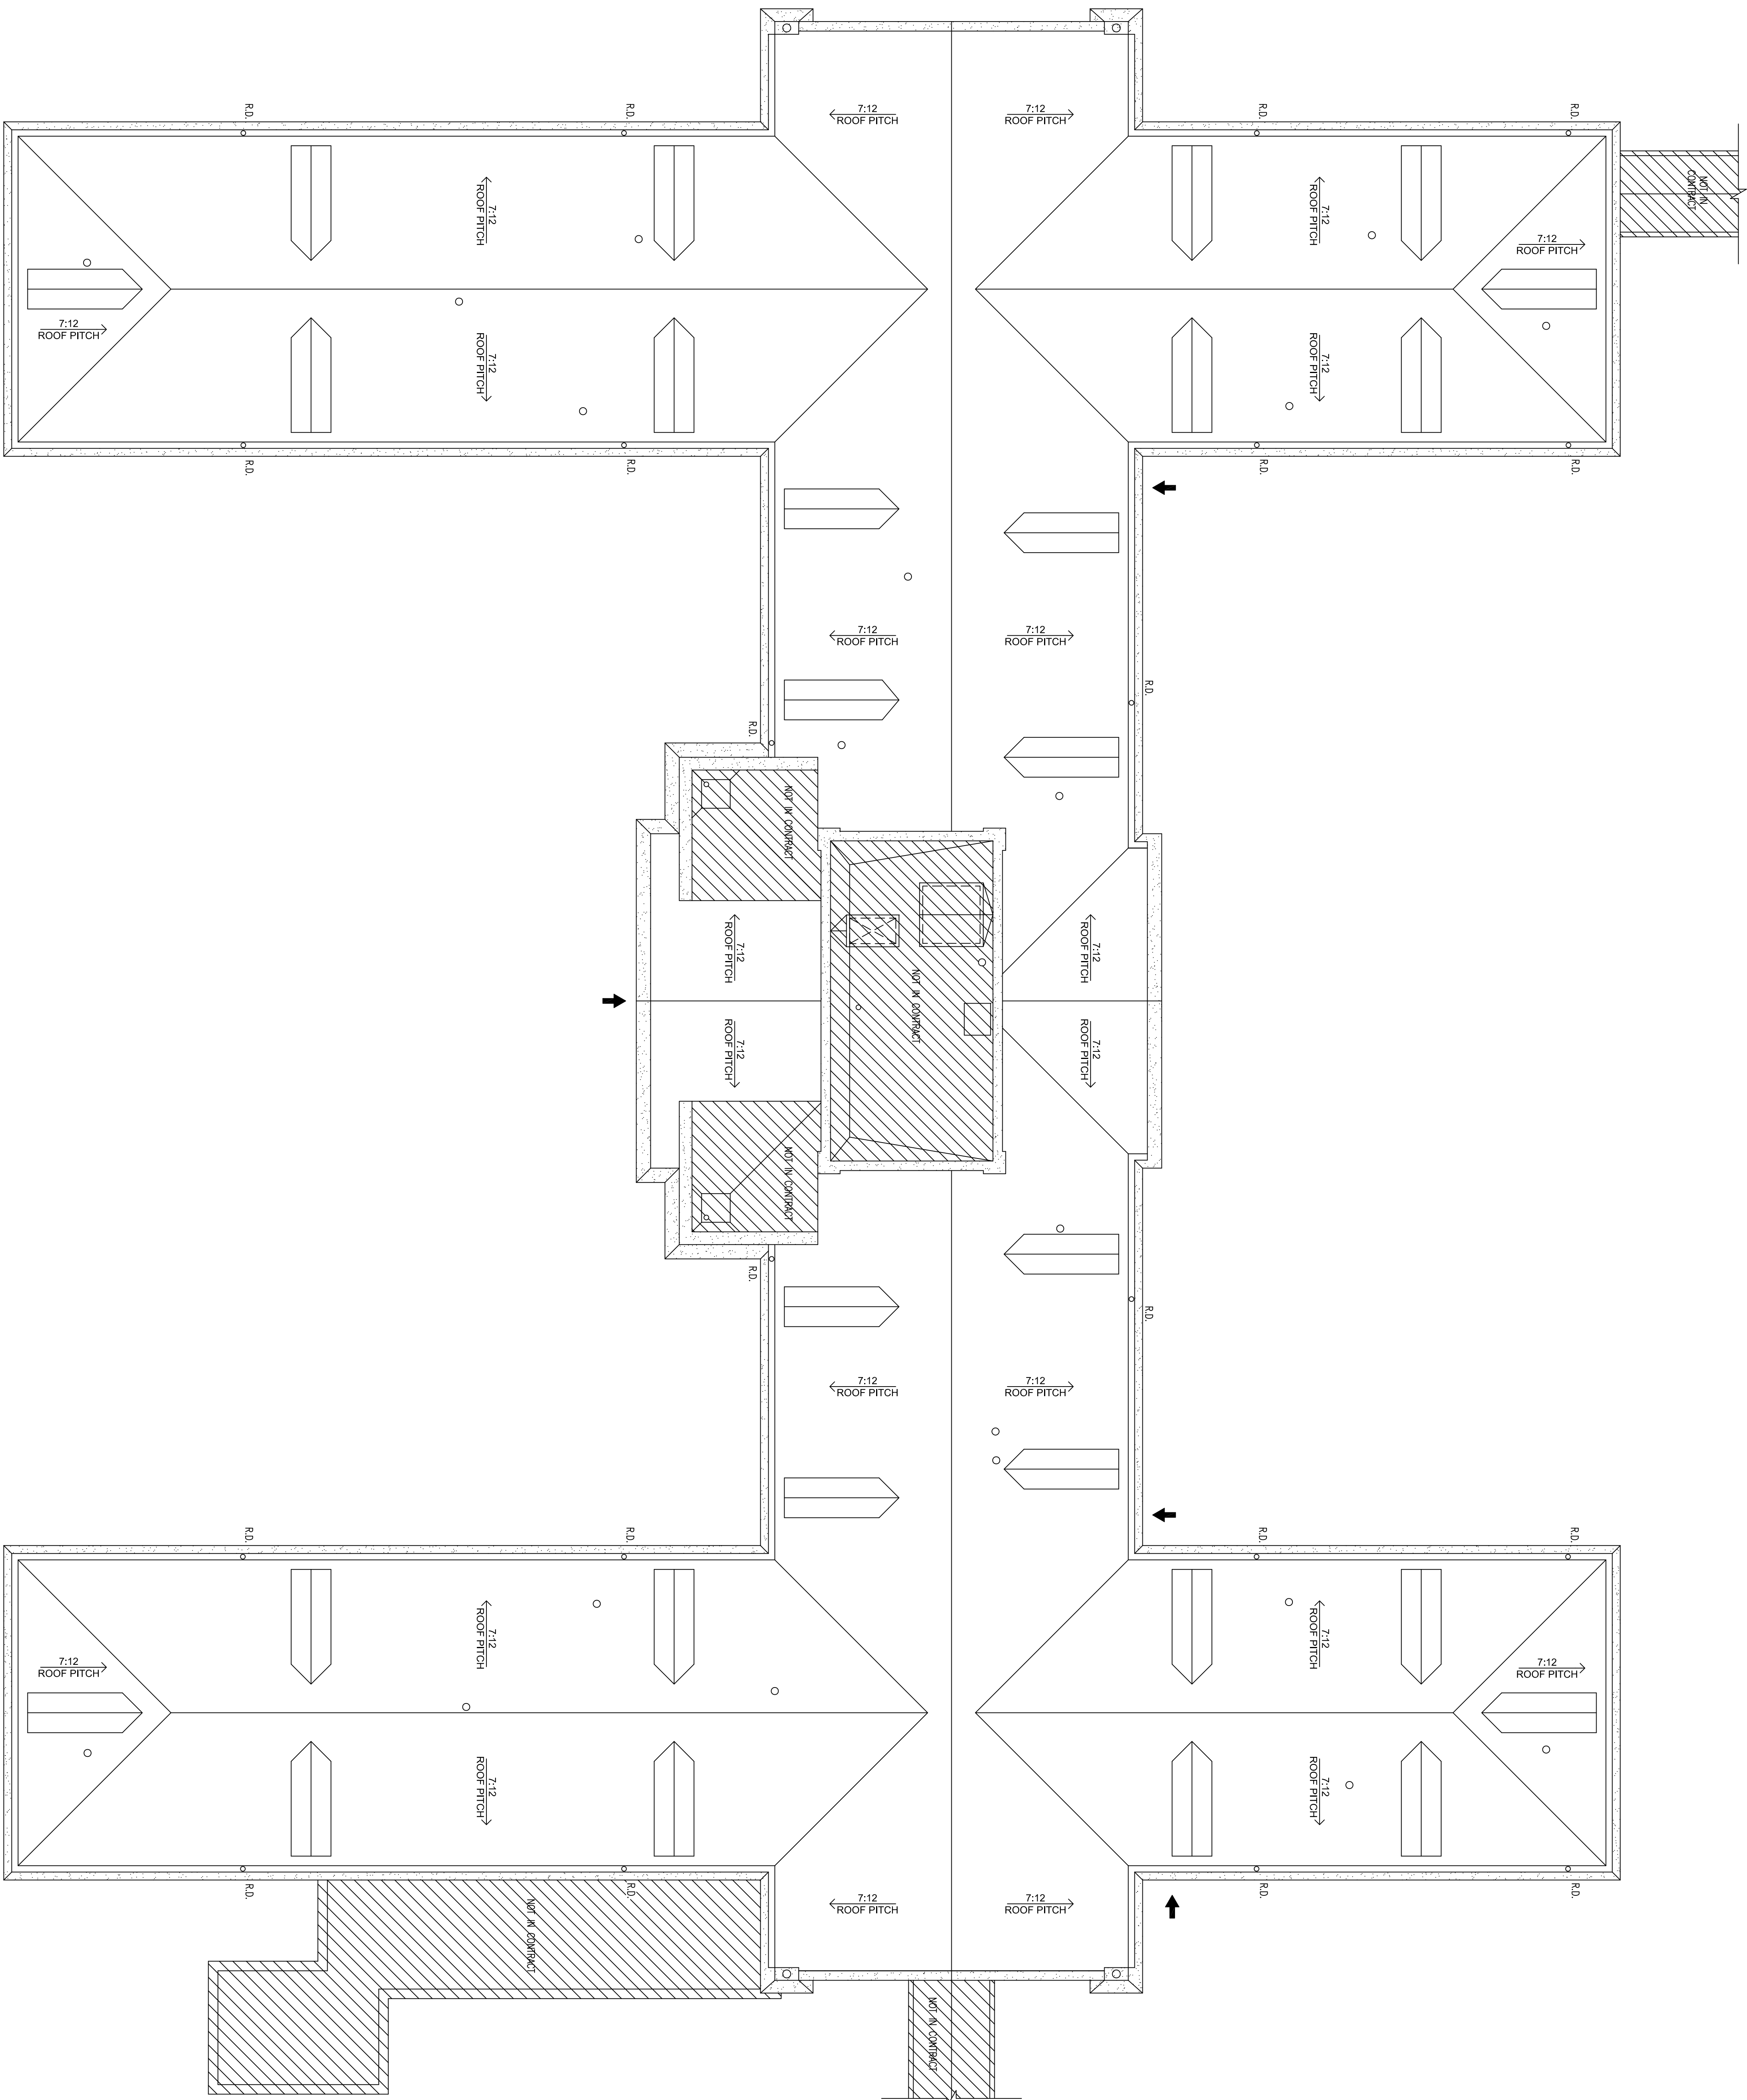 R.D.
R.D.
7:12
ROOF PITCH
7:12
ROOF PITCH
R.D.
R.D.
NOT IN
CONTRACT
7:12
ROOF PITCH
7:12
ROOF PITCH
7:12
ROOF PITCH
7:12
ROOF PITCH
7:12
ROOF PITCH
7:12
ROOF PITCH
R.D.
R.D.
R.D.
R.D.
7:12
ROOF PITCH
7:12
ROOF PITCH
R.D.
R.D.
NOT IN CONTRACT
7:12
ROOF PITCH
7:12
ROOF PITCH
NOT IN CONTRACT
7:12
ROOF PITCH
7:12
ROOF PITCH
NOT IN CONTRACT
R.D.
R.D.
7:12
ROOF PITCH
7:12
ROOF PITCH
R.D.
R.D.
R.D.
R.D.
7:12
ROOF PITCH
7:12
ROOF PITCH
7:12
ROOF PITCH
7:12
ROOF PITCH
7:12
ROOF PITCH
7:12
ROOF PITCH
R.D.
R.D.
R.D.
R.D.
7:12
ROOF PITCH
7:12
ROOF PITCH
NOT IN CONTRACT
NOT IN CONTRACT